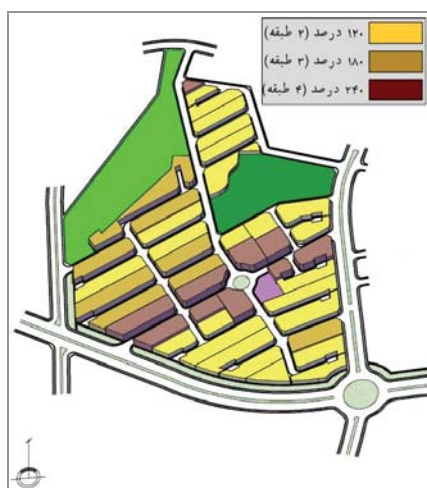 ۱۲۰ درصد (۲ طبقه)
۱۸۰ درصد (۳ طبقه)
۲۴۰ درصد (۴ طبقه)